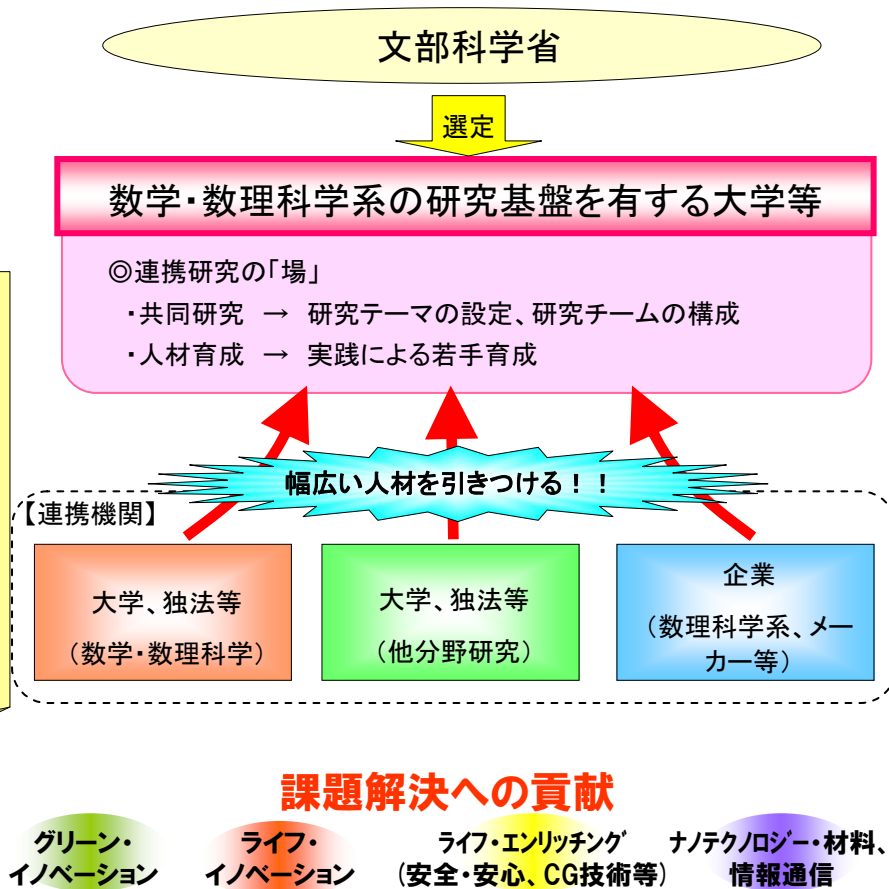 文部科学省
選定
数学・数理科学系の研究基盤を有する大学等
◎連携研究の「場」
・共同研究 → 研究テーマの設定、研究チームの構成
・人材育成 → 実践による若手育成
幅広い人材を引きつける！！
【連携機関】
大学、独法等
（数学・数理科学）
大学、独法等
（他分野研究）
企業
（数理科学系、メー
カー等）
課題解決への貢献
グリーン・
イノベーション
ライフ・
イノベーション
ライフ・エンリッチング
（安全・安心、CG技術等）
ナノテクノロジー・材料、
情報通信